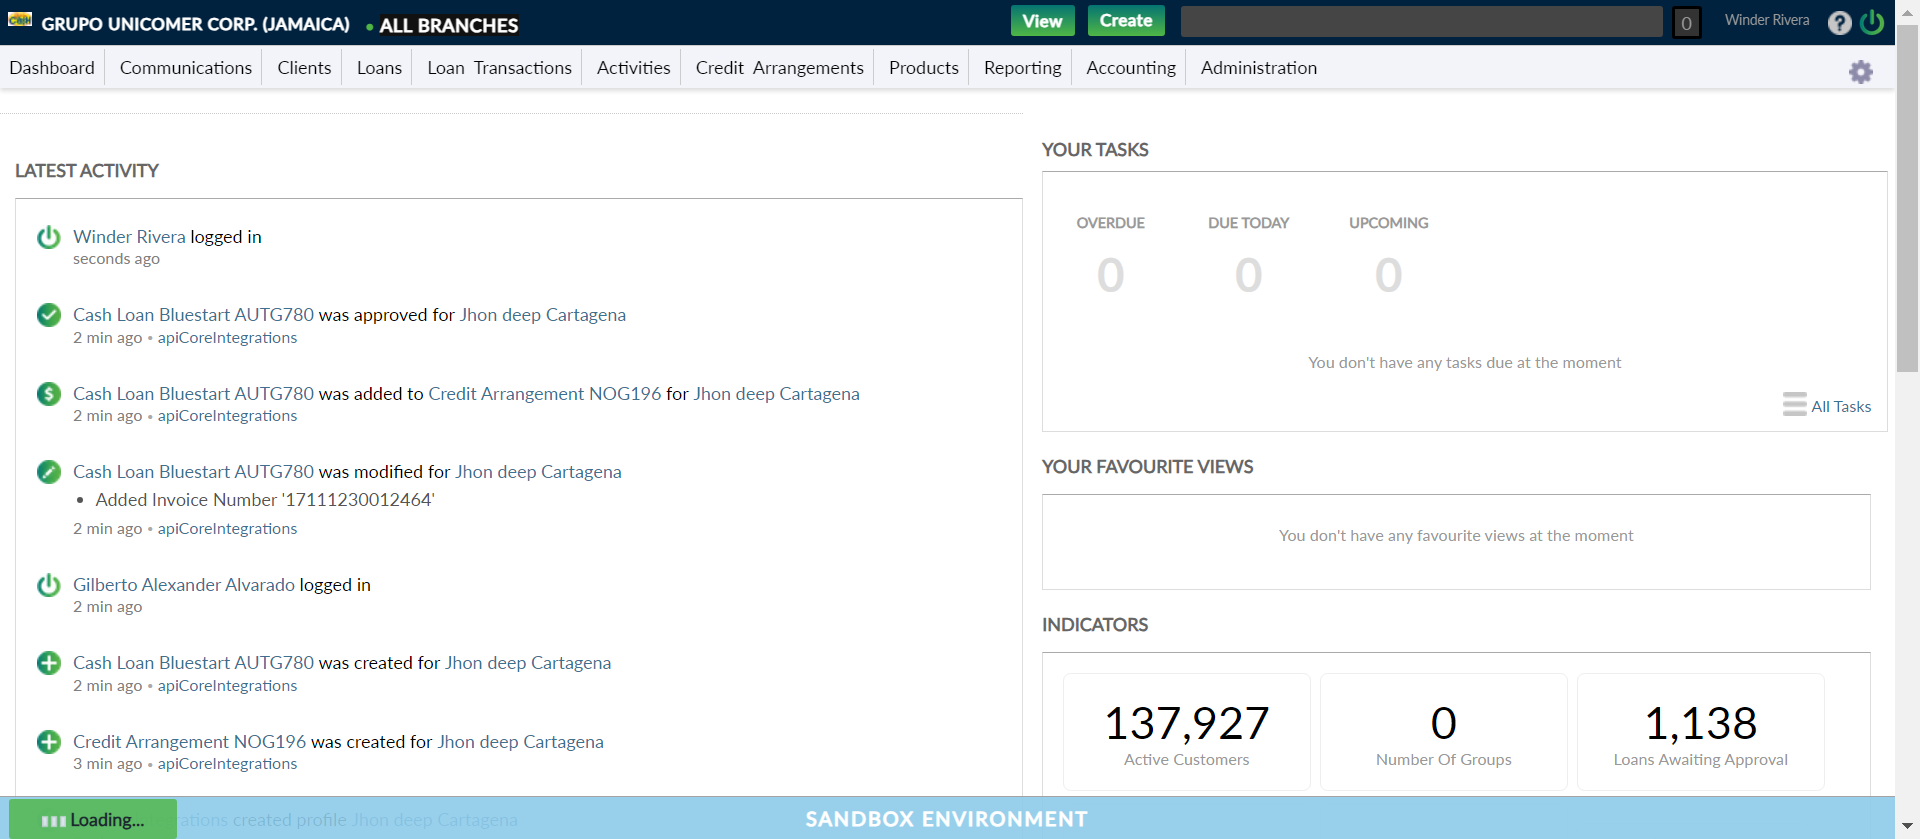 Cash
GRUPO UNICOMER CORP. (JAMAICA) • ALL BRANCHES
View
Create
0
Winder Rivera
?
Dashboard
Communications
Clients
Loans
Loan Transactions
Activities
Credit Arrangements
Products
Reporting
Accounting
Administration
LATEST ACTIVITY
Winder Rivera logged in
seconds ago
Cash Loan Bluestart AUTG780 was approved for Jhon deep Cartagena
2 min ago • apiCoreIntegrations
Cash Loan Bluestart AUTG780 was added to Credit Arrangement NOG196 for Jhon deep Cartagena
2 min ago • apiCoreIntegrations
Cash Loan Bluestart AUTG780 was modified for Jhon deep Cartagena
• Added Invoice Number '17111230012464'
2 min ago • apiCoreIntegrations
Gilberto Alexander Alvarado logged in
2 min ago
Cash Loan Bluestart AUTG780 was created for Jhon deep Cartagena
2 min ago • apiCoreIntegrations
Credit Arrangement NOG196 was created for Jhon deep Cartagena
3 min ago • apiCoreIntegrations
created profile Jhon deep Cartagena
YOUR TASKS
OVERDUE
0
DUE TODAY
0
UPCOMING
0
You don't have any tasks due at the moment
All Tasks
YOUR FAVOURITE VIEWS
You don't have any favourite views at the moment
INDICATORS
137,927
Active Customers
0
Number Of Groups
1,138
Loans Awaiting Approval
Loading...
SANDBOX ENVIRONMENT